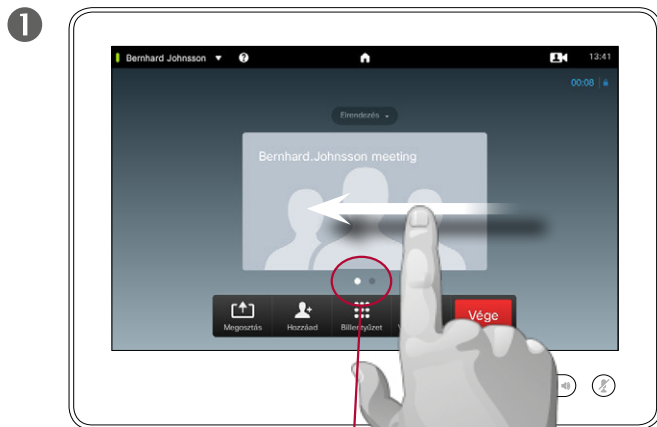 1
Bernhard Johnsson ▼ ? 13:41
00:08
Elrendezés
Bernhard.Johnsson meeting
Megosztás Hozzáad Billentyűzet Vége